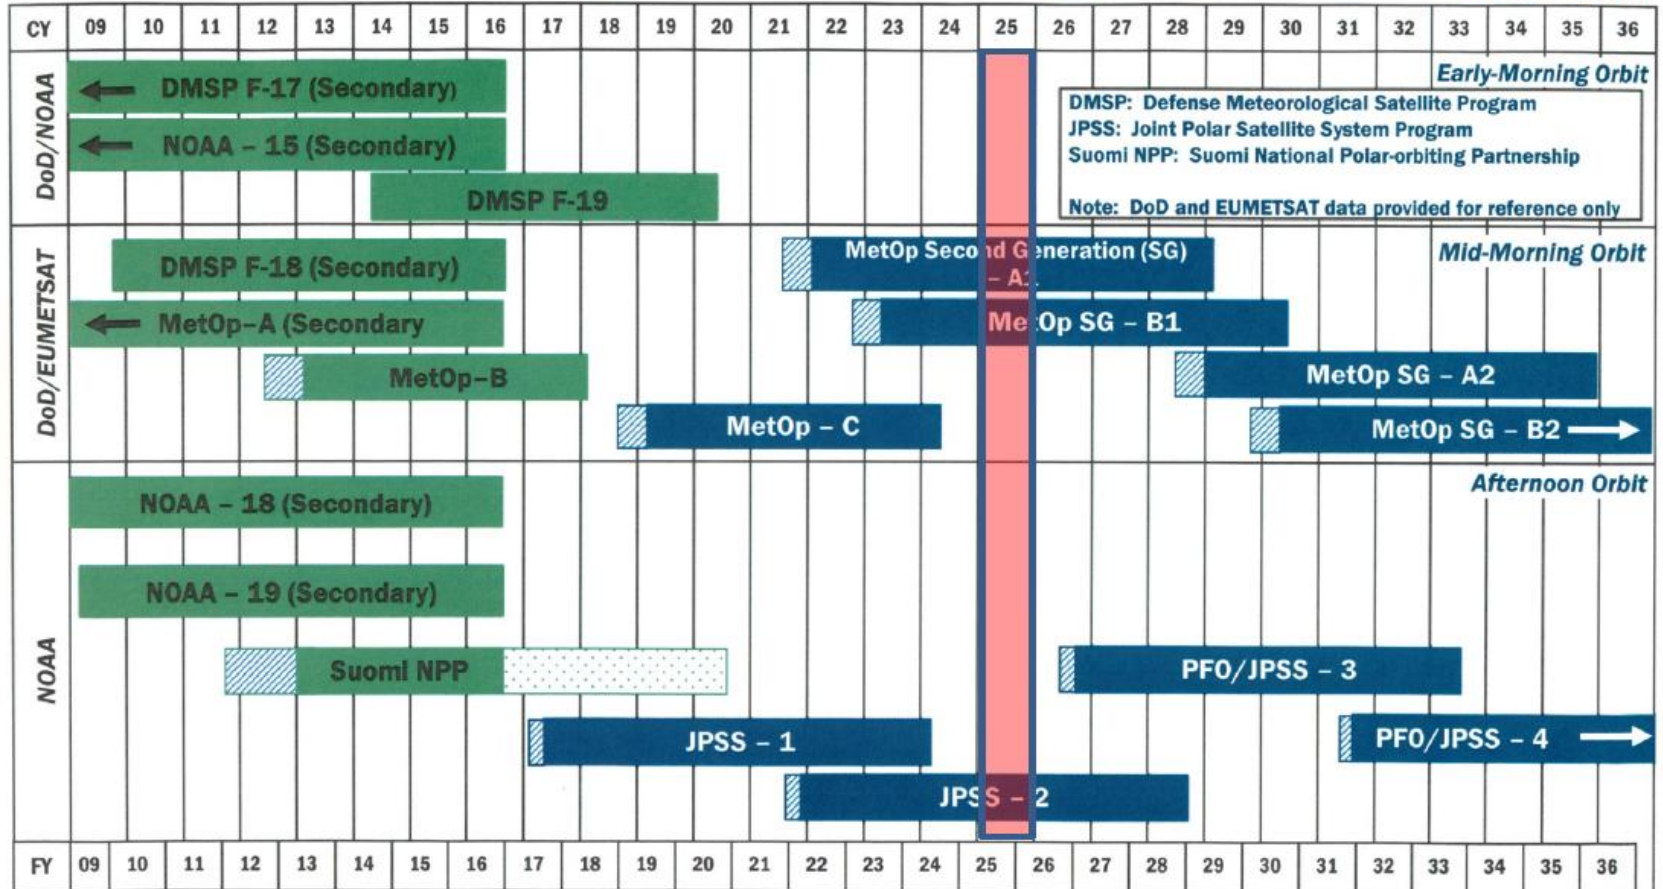 CY 09 10 11 12 13 14 15 16 17 18 19 20 21 22 23 24 25 26 27 28 29 30 31 32 33 34 35 36
DoD/NOAA
Early-Morning Orbit
DMSP F-17 (Secondary)
NOAA – 15 (Secondary)
DMSP F-19
DMSP: Defense Meteorological Satellite Program
JPSS: Joint Polar Satellite System Program
Suomi NPP: Suomi National Polar-orbiting Partnership
Note: DoD and EUMETSAT data provided for reference only
DoD/EUMETSAT
Mid-Morning Orbit
DMSP F-18 (Secondary)
MetOp Second Generation (SG)
– A1
MetOp–A (Secondary
MetOp SG – B1
MetOp–B
MetOp SG – A2
MetOp – C
MetOp SG – B2
NOAA
Afternoon Orbit
NOAA – 18 (Secondary)
NOAA – 19 (Secondary)
Suomi NPP
PFO/JPSS – 3
JPSS – 1
PFO/JPSS – 4
JPSS – 2
FY 09 10 11 12 13 14 15 16 17 18 19 20 21 22 23 24 25 26 27 28 29 30 31 32 33 34 35 36